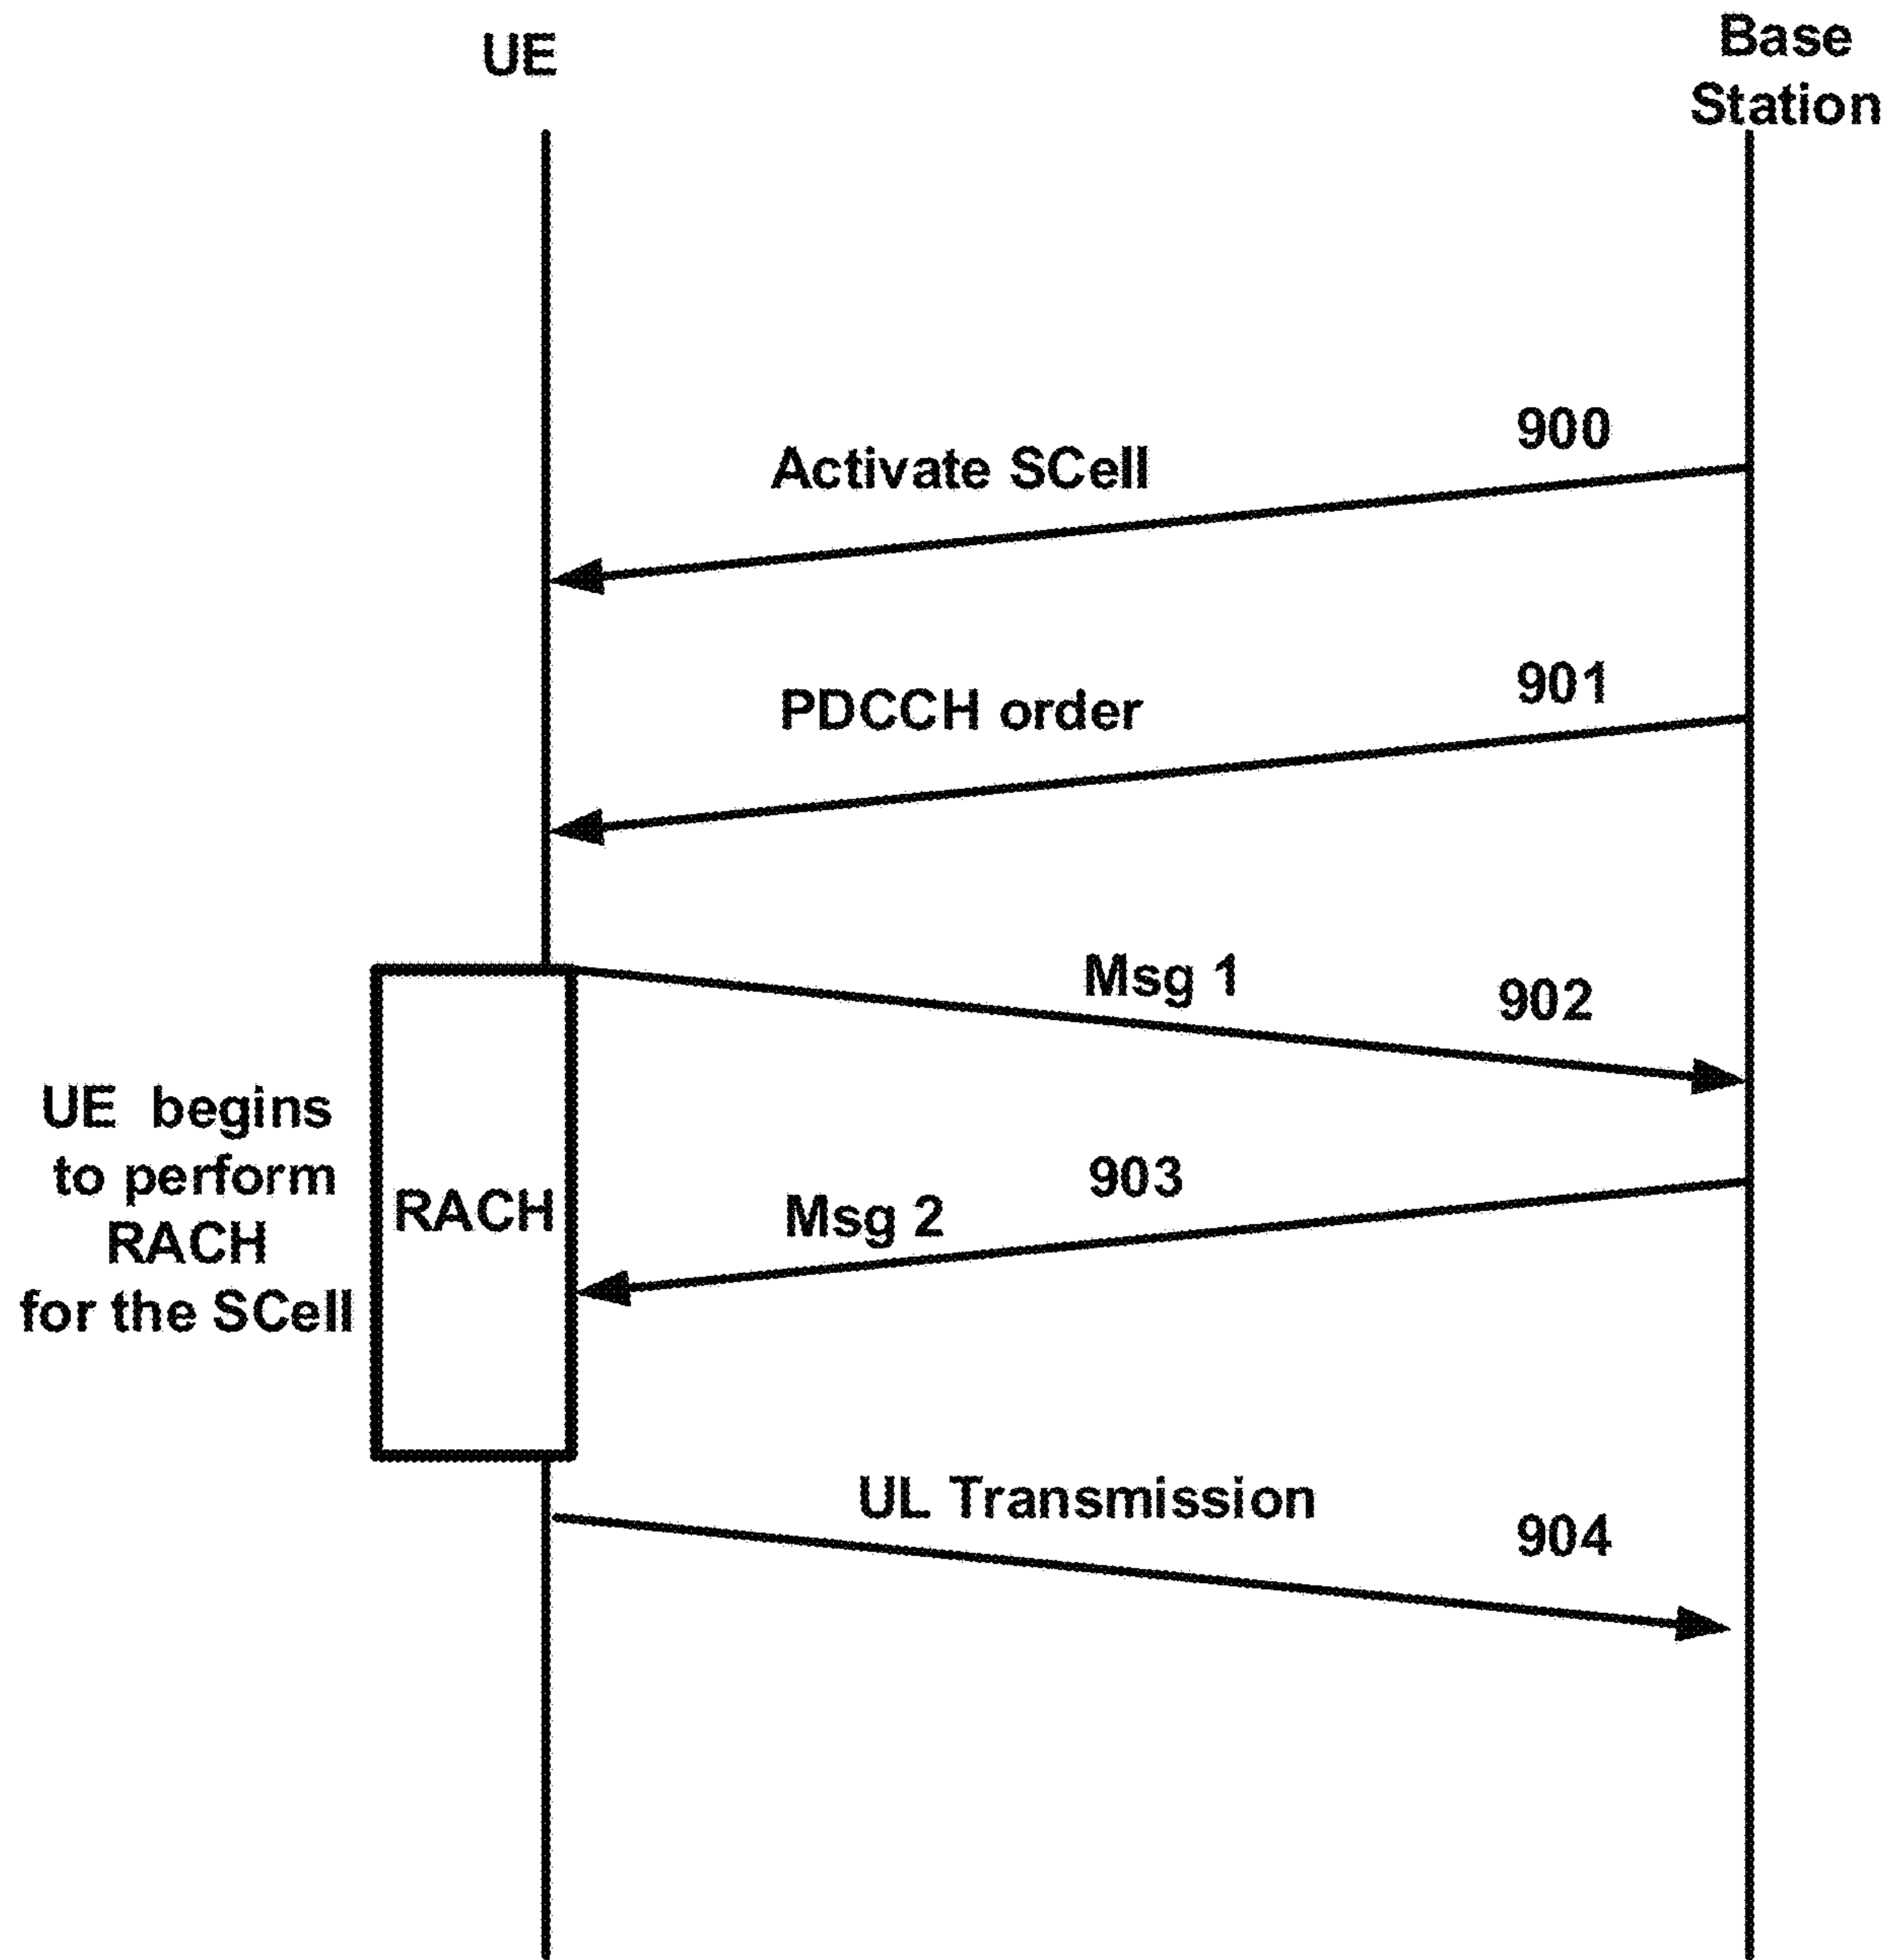 UE
Base
Station
900
Activate SCell
901
PDCCH order
Msg 1
902
UE begins
to perform
RACH
for the SCell
RACH
903
Msg 2
UL Transmission
904